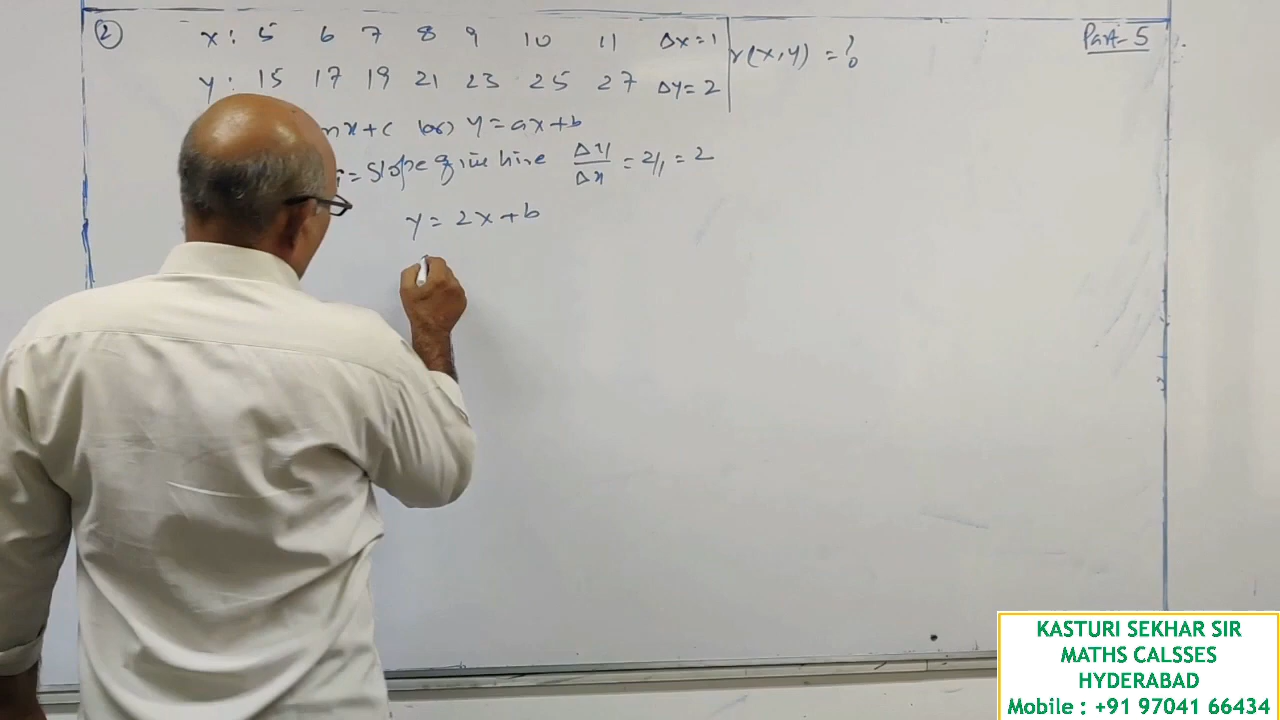 ② x: 5 6 7 8 9 10 11 Δx=1
y: 15 17 19 21 23 25 27 Δy=2
r(x,y) = ?
Part-5
mx+c (or) y=ax+b
= slope of the line Δy/Δx = 2/1 = 2
y = 2x+b
KASTURI SEKHAR SIR
MATHS CALSSES
HYDERABAD
Mobile : +91 97041 66434